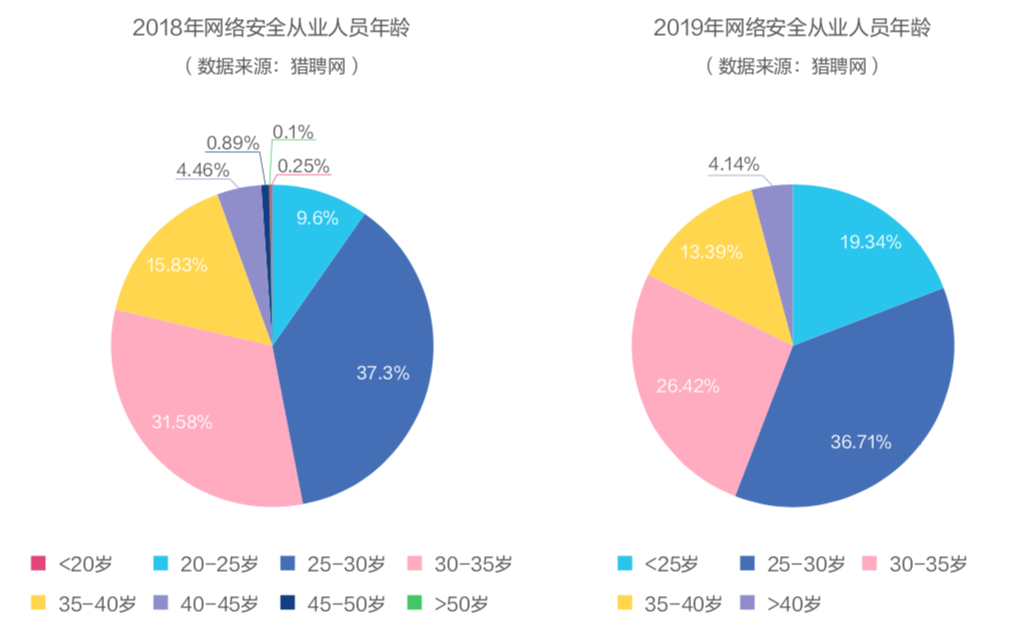 2018年网络安全从业人员年龄
（数据来源：猎聘网）
0.1%
0.89%
0.25%
4.46%
9.6%
15.83%
37.3%
31.58%
<20岁
20-25岁
25-30岁
30-35岁
35-40岁
40-45岁
45-50岁
>50岁
2019年网络安全从业人员年龄
（数据来源：猎聘网）
4.14%
19.34%
13.39%
26.42%
36.71%
<25岁
25-30岁
30-35岁
35-40岁
>40岁